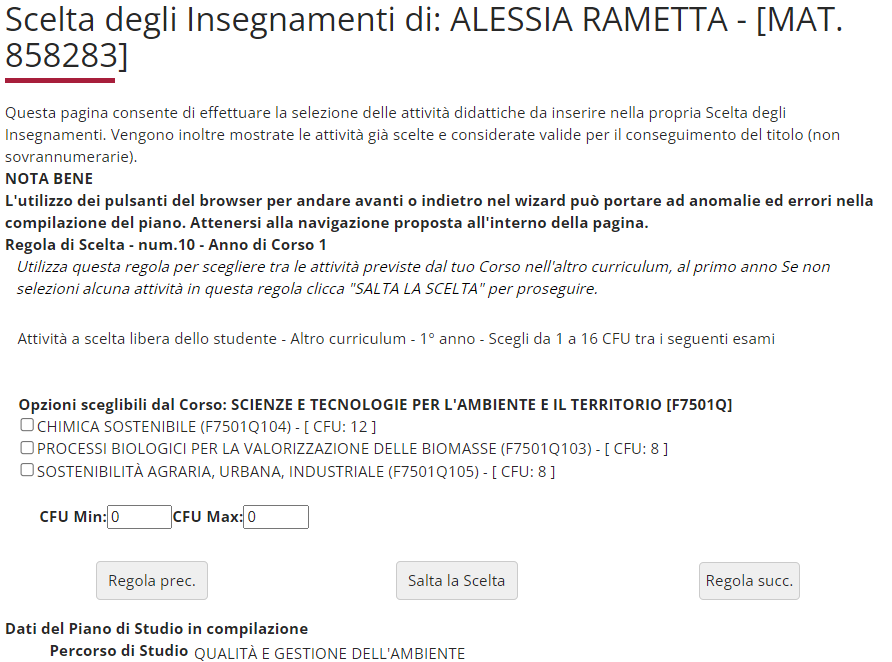 Scelta degli Insegnamenti di: ALESSIA RAMETTA - [MAT.
858283]
Questa pagina consente di effettuare la selezione delle attività didattiche da inserire nella propria Scelta degli
Insegnamenti. Vengono inoltre mostrate le attività già scelte e considerate valide per il conseguimento del titolo (non
sovrannumerarie).
NOTA BENE
L'utilizzo dei pulsanti del browser per andare avanti o indietro nel wizard può portare ad anomalie ed errori nella
compilazione del piano. Attenersi alla navigazione proposta all'interno della pagina.
Regola di Scelta - num.10 - Anno di Corso 1
Utilizza questa regola per scegliere tra le attività previste dal tuo Corso nell'altro curriculum, al primo anno Se non
selezioni alcuna attività in questa regola clicca "SALTA LA SCELTA" per proseguire.
Attività a scelta libera dello studente - Altro curriculum - 1° anno - Scegli da 1 a 16 CFU tra i seguenti esami
Opzioni sceglibili dal Corso: SCIENZE E TECNOLOGIE PER L'AMBIENTE E IL TERRITORIO [F7501Q]
CHIMICA SOSTENIBILE (F7501Q104) - [ CFU: 12 ]
PROCESSI BIOLOGICI PER LA VALORIZZAZIONE DELLE BIOMASSE (F7501Q103) - [ CFU: 8 ]
SOSTENIBILITÀ AGRARIA, URBANA, INDUSTRIALE (F7501Q105) - [ CFU: 8 ]
CFU Min: 0 CFU Max: 0
Regola prec. Salta la Scelta Regola succ.
Dati del Piano di Studio in compilazione
Percorso di Studio QUALITÀ E GESTIONE DELL'AMBIENTE